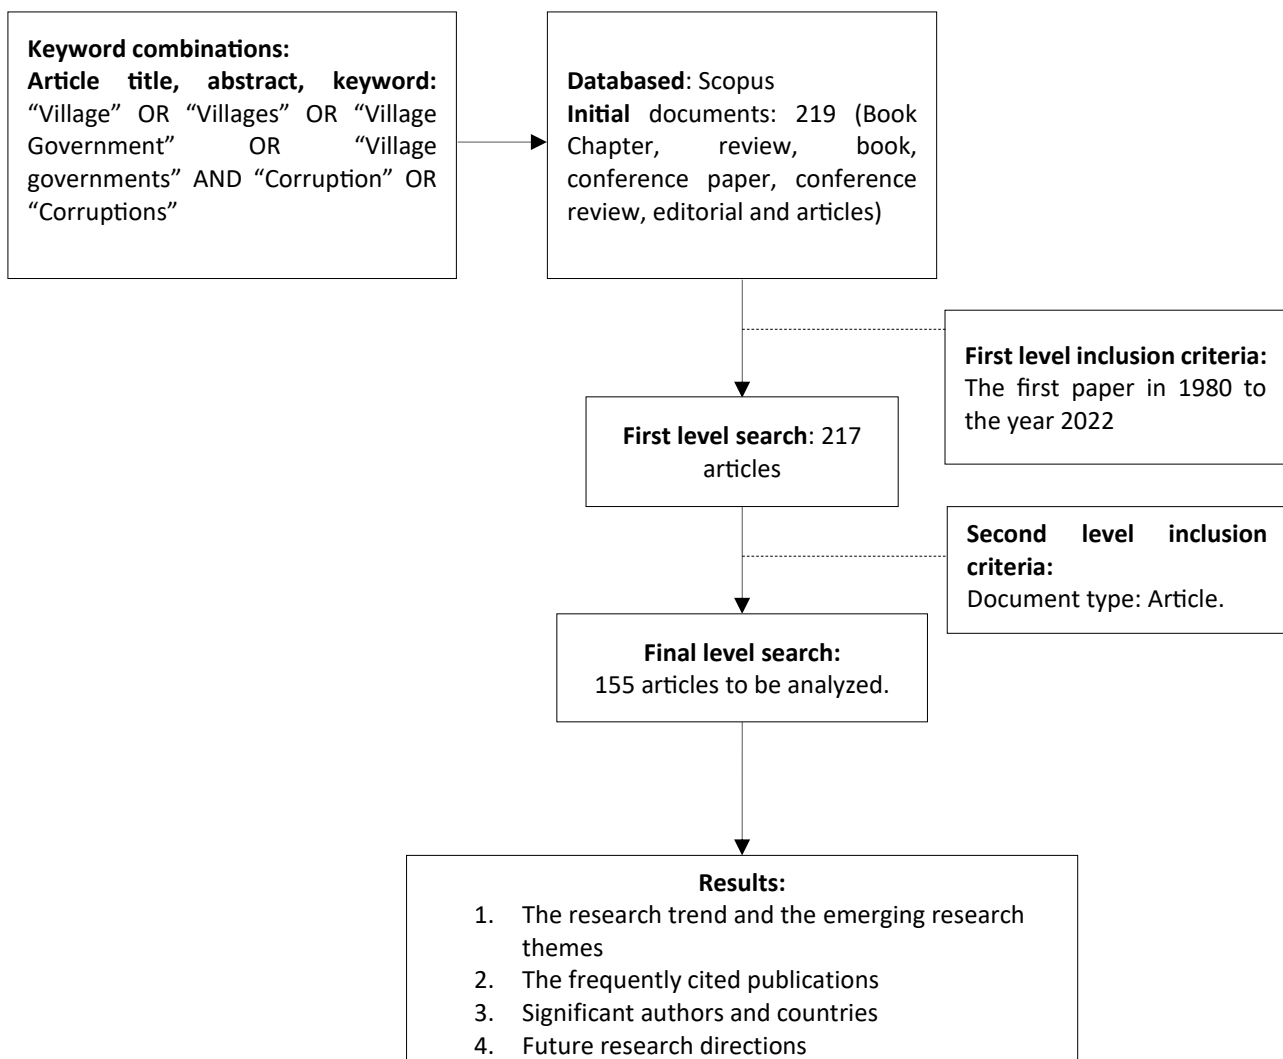 Keyword combinations:
Article title, abstract, keyword:
“Village” OR “Villages” OR “Village
Government” OR “Village
governments” AND “Corruption” OR
“Corruptions”
Databased: Scopus
Initial documents: 219 (Book
Chapter, review, book,
conference paper, conference
review, editorial and articles)
First level inclusion criteria:
The first paper in 1980 to
the year 2022
First level search: 217
articles
Second level inclusion
criteria:
Document type: Article.
Final level search:
155 articles to be analyzed.
Results:
1. The research trend and the emerging research
themes
2. The frequently cited publications
3. Significant authors and countries
4. Future research directions